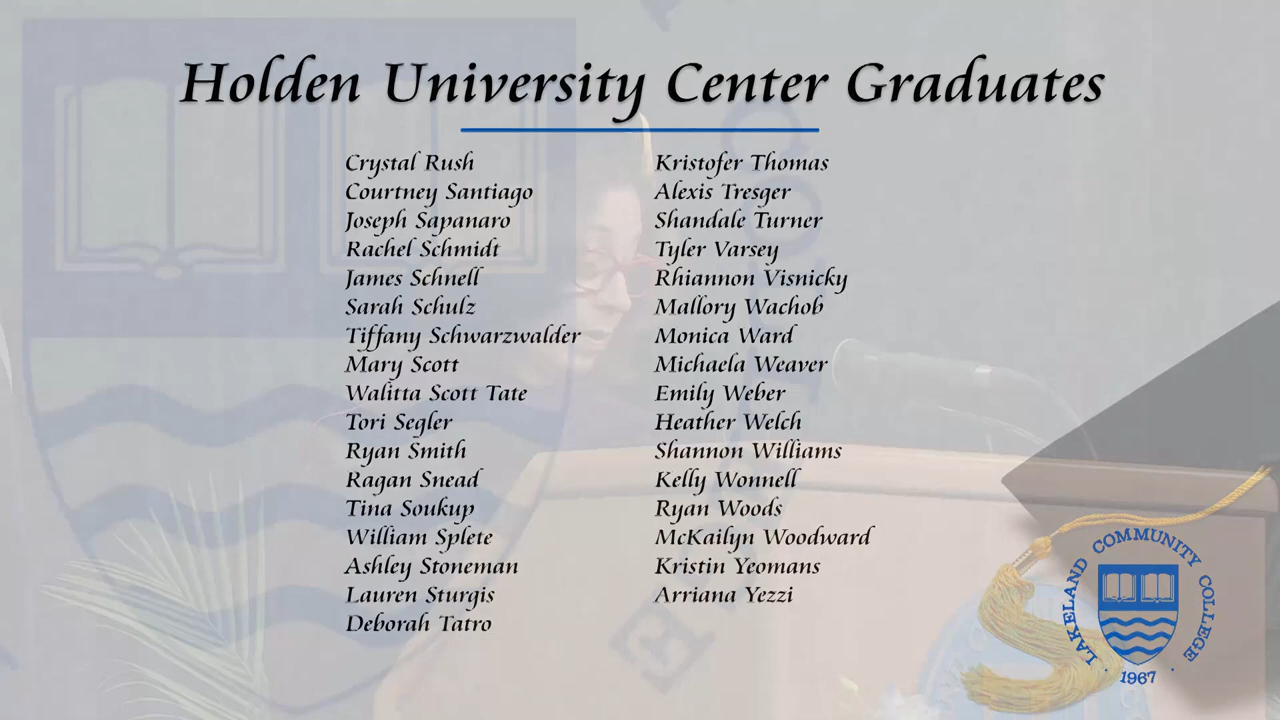 Holden University Center Graduates
Crystal Rush
Courtney Santiago
Joseph Sapanaro
Rachel Schmidt
James Schnell
Sarah Schulz
Tiffany Schwarzwalder
Mary Scott
Walitta Scott Tate
Tori Segler
Ryan Smith
Ragan Snead
Tina Soukup
William Splete
Ashley Stoneman
Lauren Sturgis
Deborah Tatro
Kristofer Thomas
Alexis Tresger
Shandale Turner
Tyler Varsey
Rhiannon Visnicky
Mallory Wachob
Monica Ward
Michaela Weaver
Emily Weber
Heather Welch
Shannon Williams
Kelly Wonnell
Ryan Woods
McKailyn Woodward
Kristin Yeomans
Arriana Yezzi
LAKELAND COMMUNITY COLLEGE
· 1967 ·